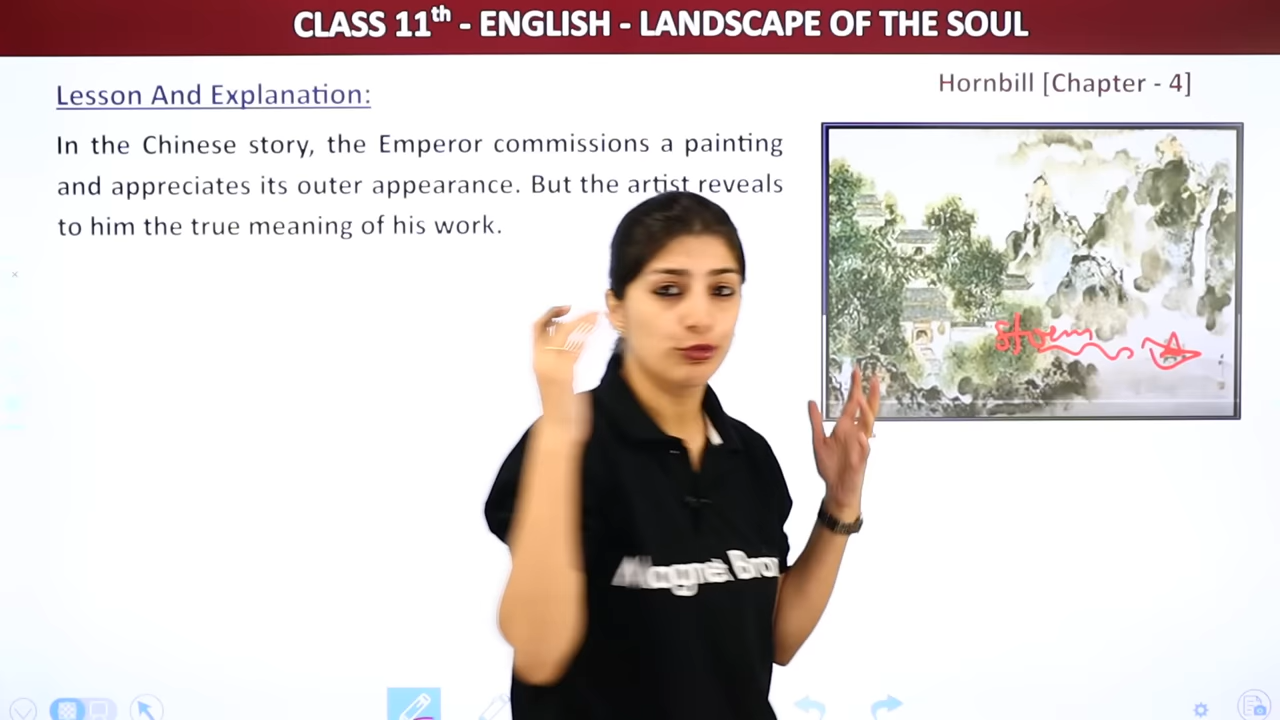 CLASS 11th - ENGLISH - LANDSCAPE OF THE SOUL
Hornbill [Chapter - 4]
Lesson And Explanation:
In the Chinese story, the Emperor commissions a painting
and appreciates its outer appearance. But the artist reveals
to him the true meaning of his work.